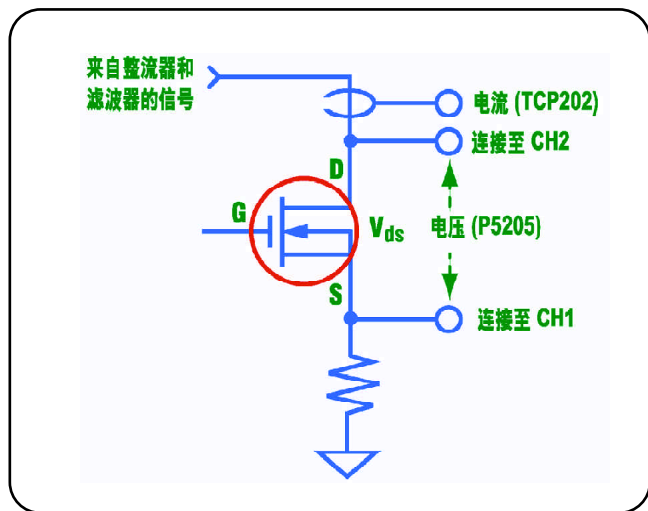 来自整流器和
滤波器的信号
电流 (TCP202)
连接至 CH2
D
G
Vds
电压 (P5205)
S
连接至 CH1